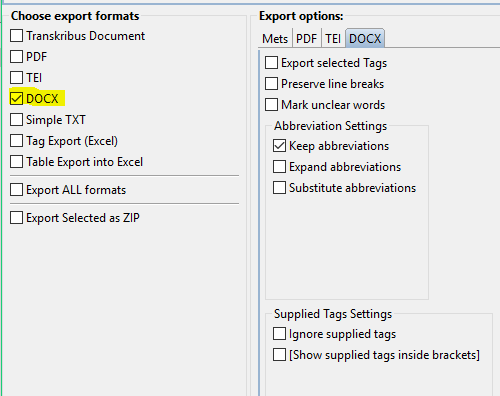 Choose export formats
Transkribus Document
PDF
TEI
DOCX
Simple TXT
Tag Export (Excel)
Table Export into Excel
Export ALL formats
Export Selected as ZIP
Export options:
Mets PDF TEI DOCX
Export selected Tags
Preserve line breaks
Mark unclear words
Abbreviation Settings
Keep abbreviations
Expand abbreviations
Substitute abbreviations
Supplied Tags Settings
Ignore supplied tags
[Show supplied tags inside brackets]